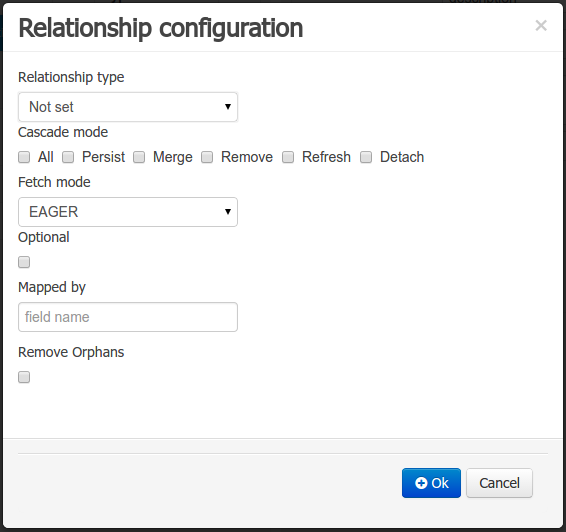 Relationship configuration ×
Relationship type
Not set
Cascade mode
All Persist Merge Remove Refresh Detach
Fetch mode
EAGER
Optional
Mapped by
field name
Remove Orphans
Ok Cancel